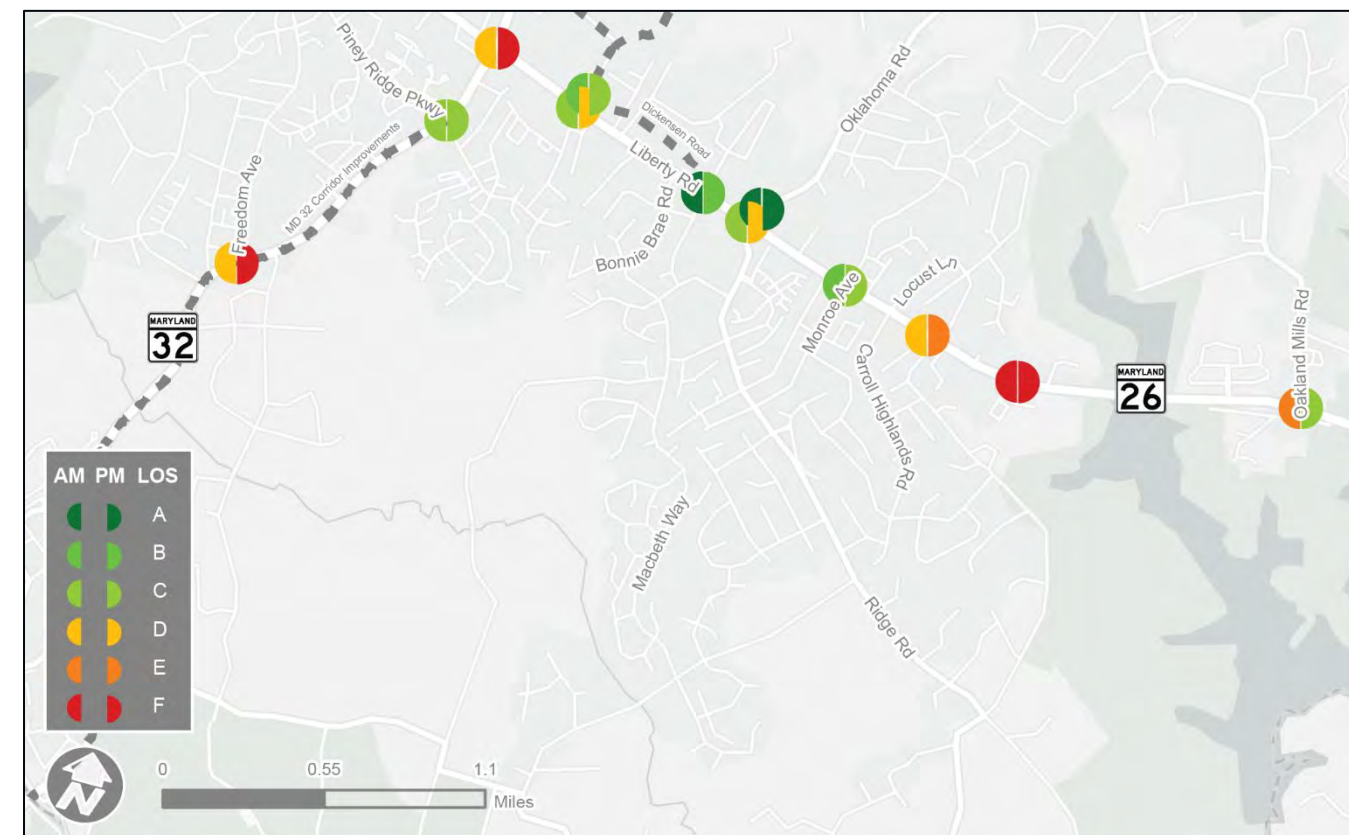 Piney Ridge Pkwy
Oklahoma Rd
Dickensen Road
MD 32 Corridor Improvements
Liberty Rd
Freedom Ave
Bonnie Brae Rd
Locust Ln
Monroe Ave
MARYLAND
32
Carroll Highlands Rd
MARYLAND
26
Oakland Mills Rd
AM PM LOS
A
B
C
D
E
F
Macbeth Way
Ridge Rd
N
0 0.55 1.1
Miles